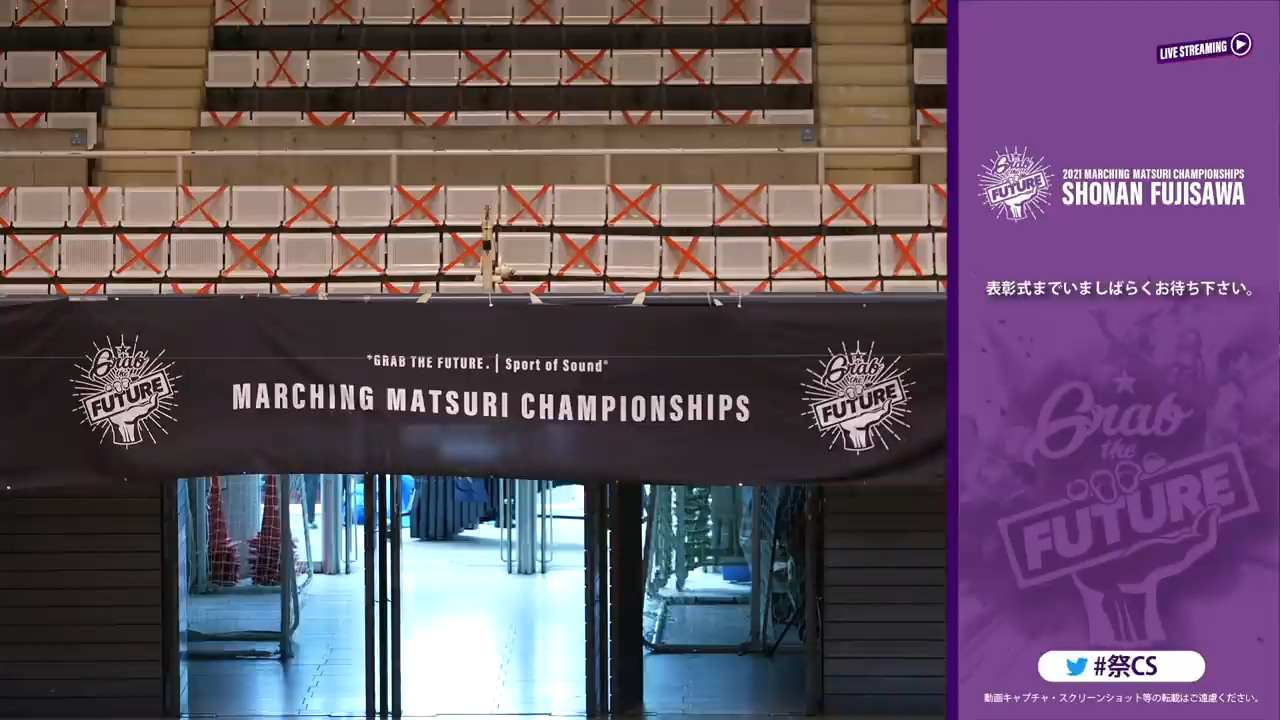 Grab
the
FUTURE
"GRAB THE FUTURE. | Sport of Sound"
MARCHING MATSURI CHAMPIONSHIPS
Grab
the
FUTURE
LIVE STREAMING
Grab
the
FUTURE
2021 MARCHING MATSURI CHAMPIONSHIPS
SHONAN FUJISAWA
表彰式までいましばらくお待ち下さい。
Grab
the
FUTURE
#祭CS
動画キャプチャ・スクリーンショット等の転載はご遠慮ください。